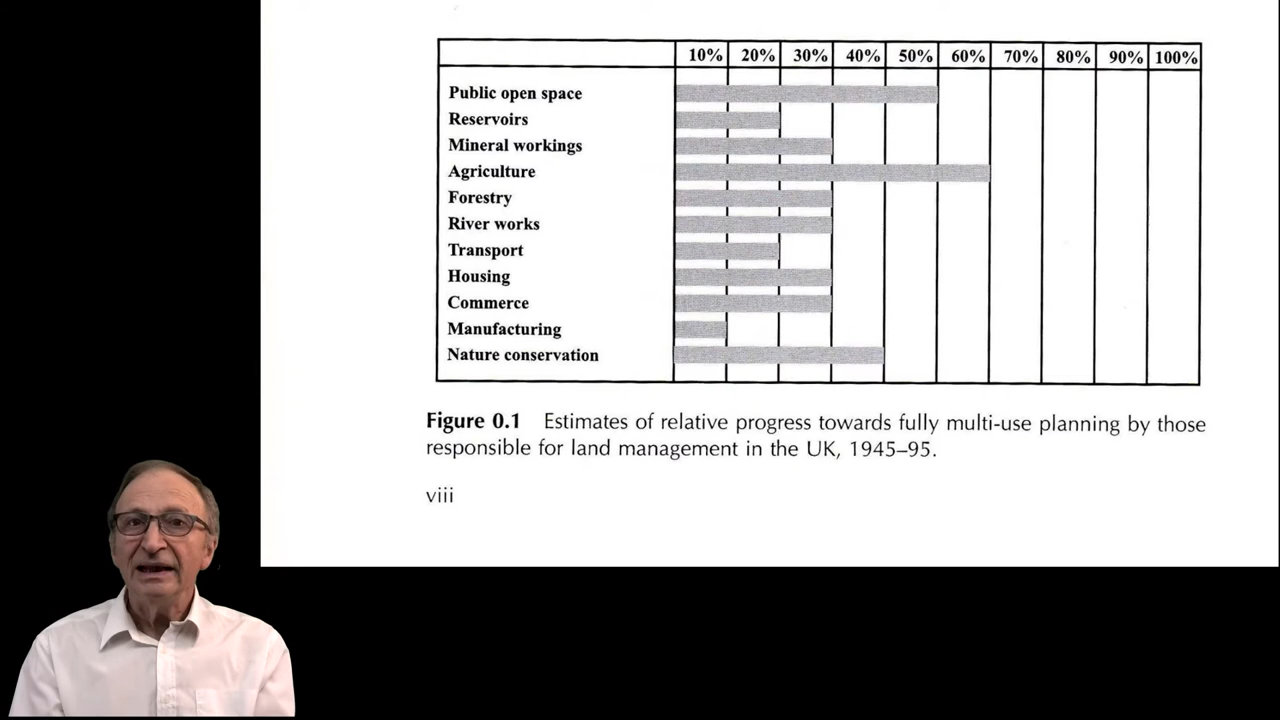 10% 20% 30% 40% 50% 60% 70% 80% 90% 100%
Public open space
Reservoirs
Mineral workings
Agriculture
Forestry
River works
Transport
Housing
Commerce
Manufacturing
Nature conservation
Figure 0.1 Estimates of relative progress towards fully multi-use planning by those
responsible for land management in the UK, 1945–95.
viii